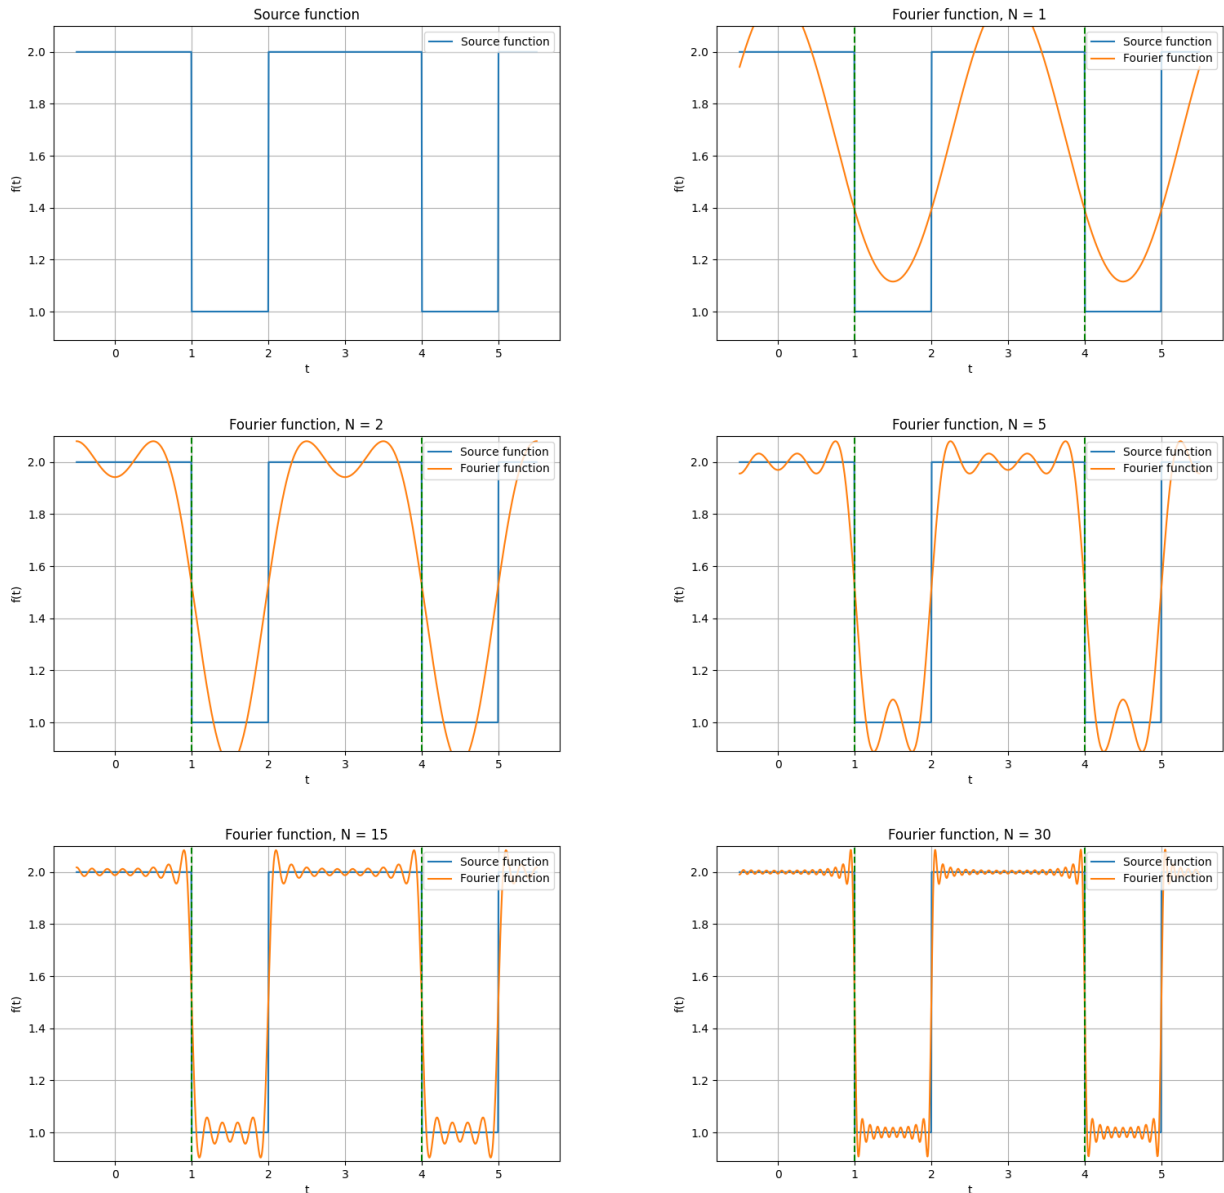 Source function
Source function
2.0
1.8
1.6
1.4
1.2
1.0
f(t)
0 1 2 3 4 5
t
Fourier function, N = 1
Source function
Fourier function
2.0
1.8
1.6
1.4
1.2
1.0
f(t)
0 1 2 3 4 5
t
Fourier function, N = 2
Source function
Fourier function
2.0
1.8
1.6
1.4
1.2
1.0
f(t)
0 1 2 3 4 5
t
Fourier function, N = 5
Source function
Fourier function
2.0
1.8
1.6
1.4
1.2
1.0
f(t)
0 1 2 3 4 5
t
Fourier function, N = 15
Source function
Fourier function
2.0
1.8
1.6
1.4
1.2
1.0
f(t)
0 1 2 3 4 5
t
Fourier function, N = 30
Source function
Fourier function
2.0
1.8
1.6
1.4
1.2
1.0
f(t)
0 1 2 3 4 5
t